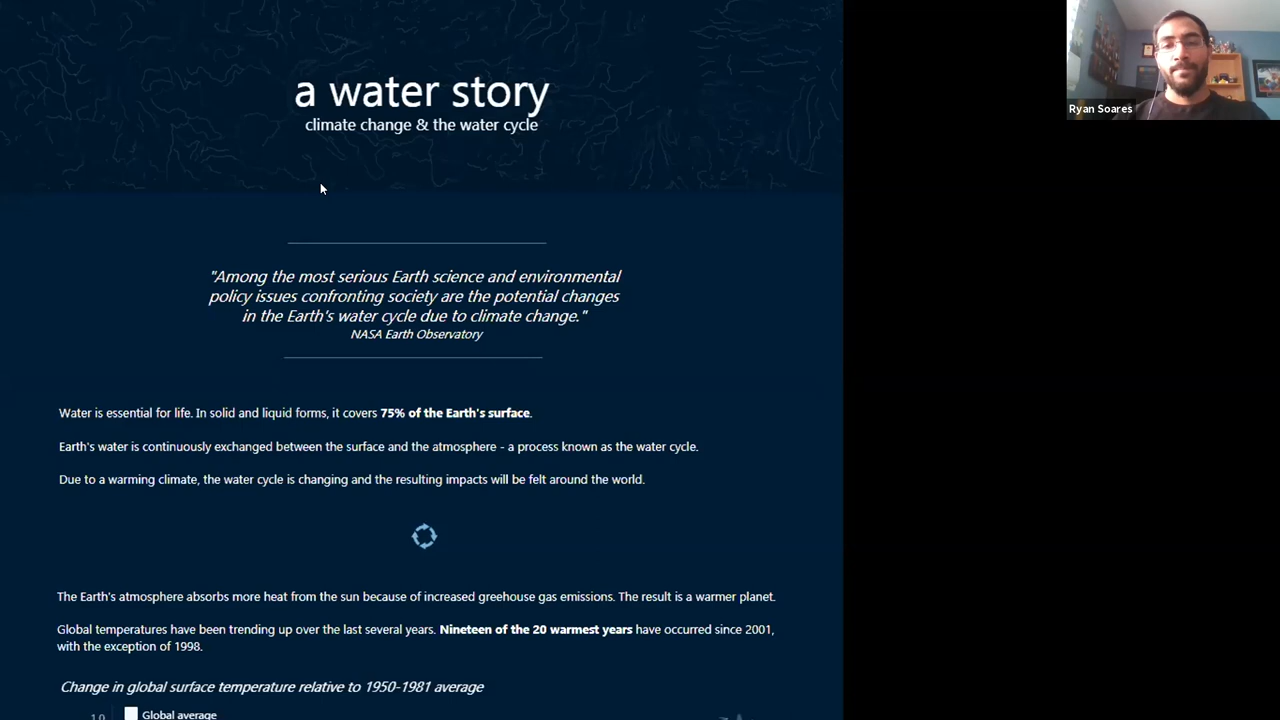 a water story
climate change & the water cycle
Ryan Soares
"Among the most serious Earth science and environmental
policy issues confronting society are the potential changes
in the Earth's water cycle due to climate change."
NASA Earth Observatory
Water is essential for life. In solid and liquid forms, it covers 75% of the Earth's surface.
Earth's water is continuously exchanged between the surface and the atmosphere - a process known as the water cycle.
Due to a warming climate, the water cycle is changing and the resulting impacts will be felt around the world.
The Earth's atmosphere absorbs more heat from the sun because of increased greehouse gas emissions. The result is a warmer planet.
Global temperatures have been trending up over the last several years. Nineteen of the 20 warmest years have occurred since 2001,
with the exception of 1998.
Change in global surface temperature relative to 1950-1981 average
1.0
Global average